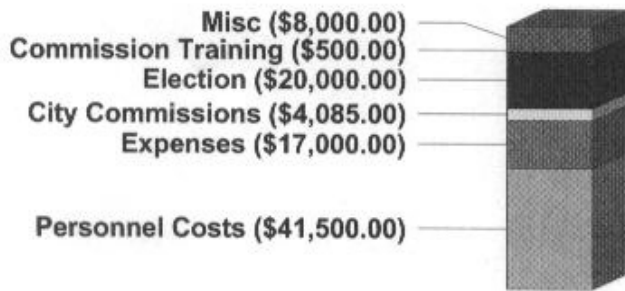 Misc ($8,000.00)
Commission Training ($500.00)
Election ($20,000.00)
City Commissions ($4,085.00)
Expenses ($17,000.00)
Personnel Costs ($41,500.00)